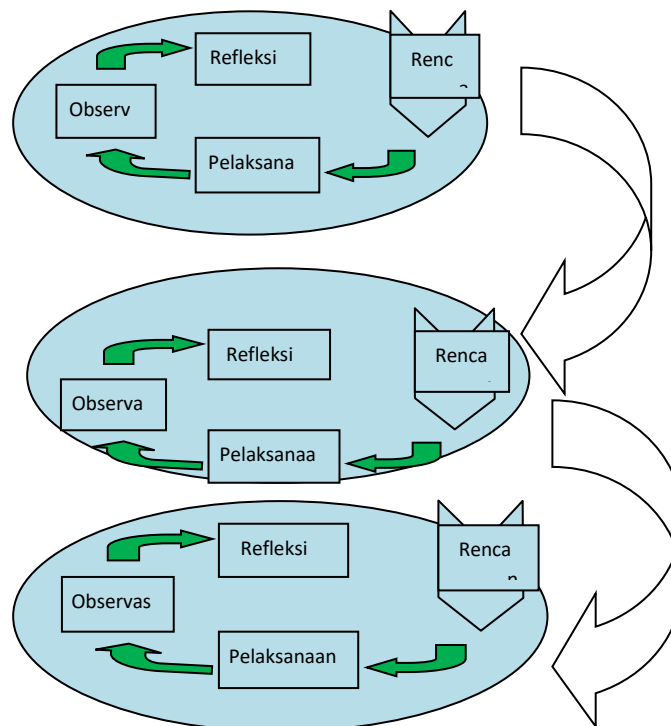 Refleksi
Renc
Observ
Pelaksana
Refleksi
Renca
Observa
Pelaksanaa
Refleksi
Renca
n
Observas
Pelaksanaan